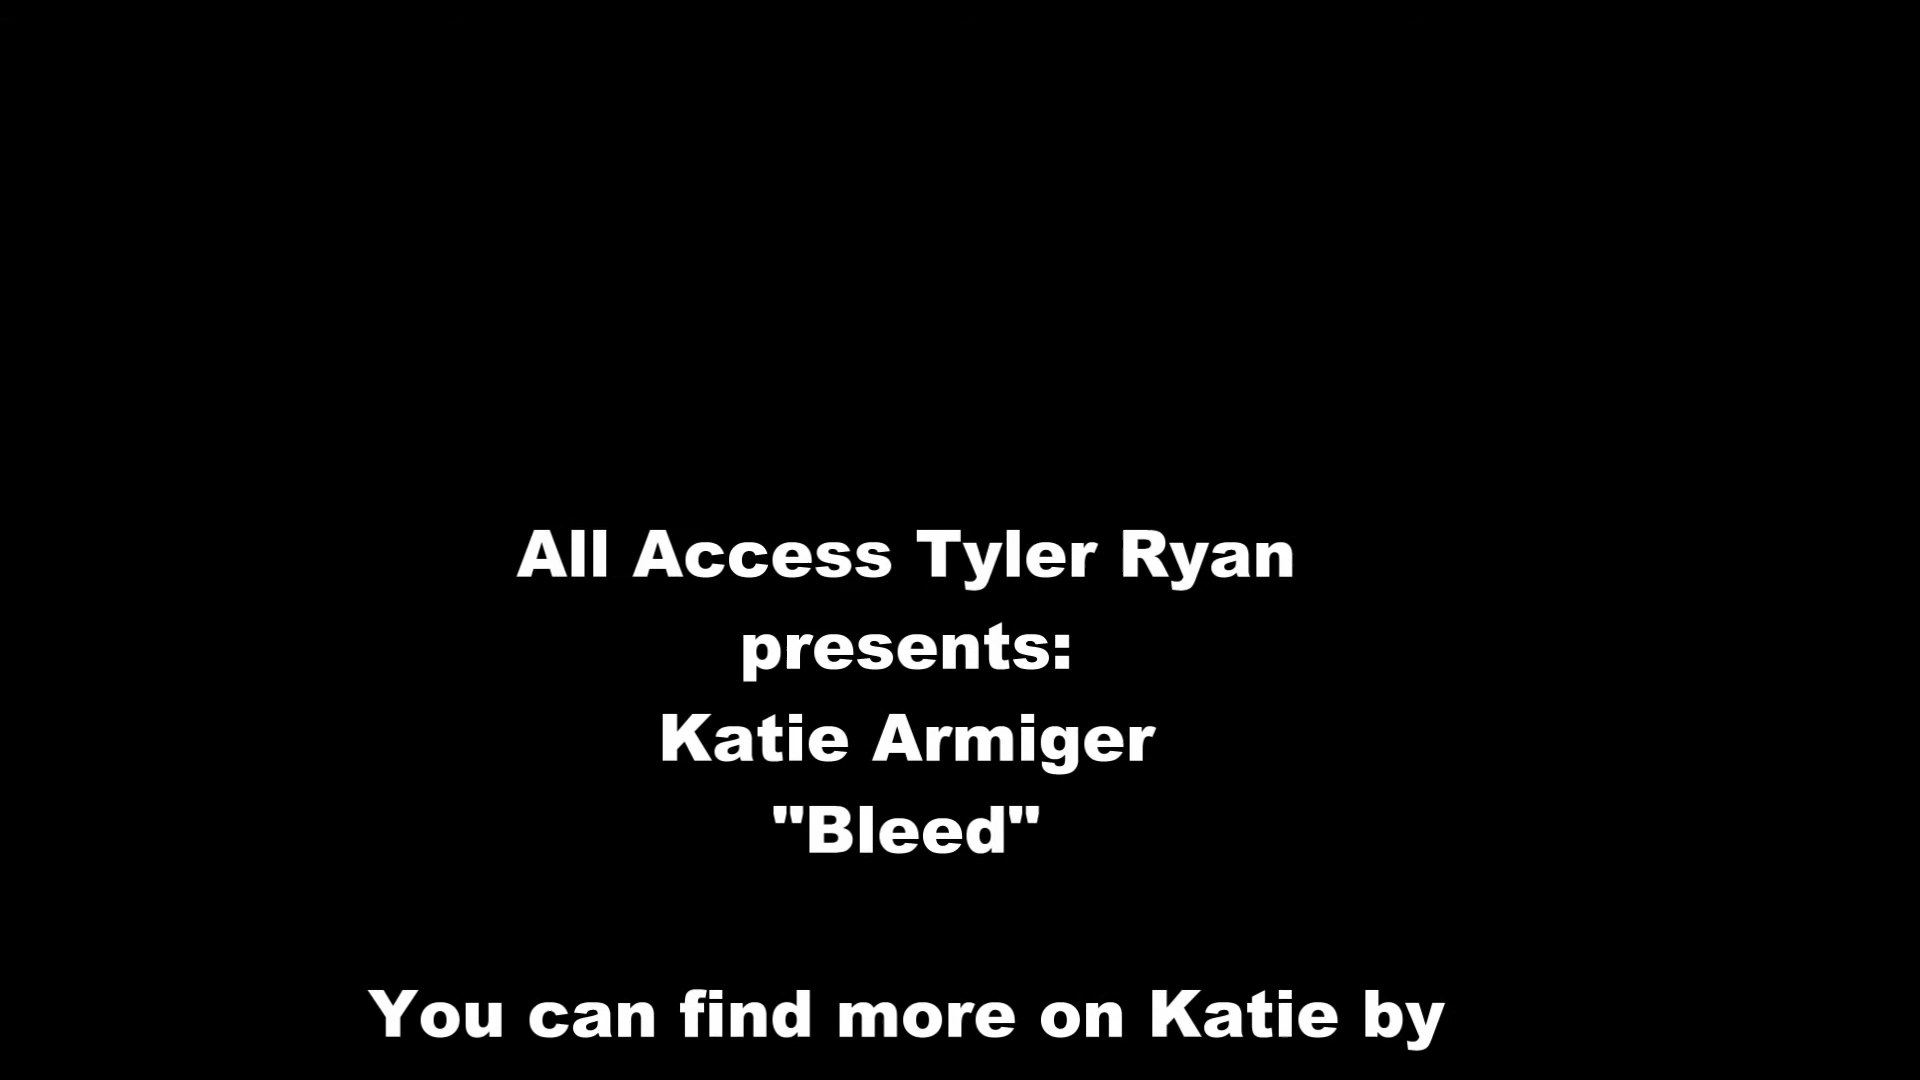 All Access Tyler Ryan
presents:
Katie Armiger
"Bleed"
You can find more on Katie by